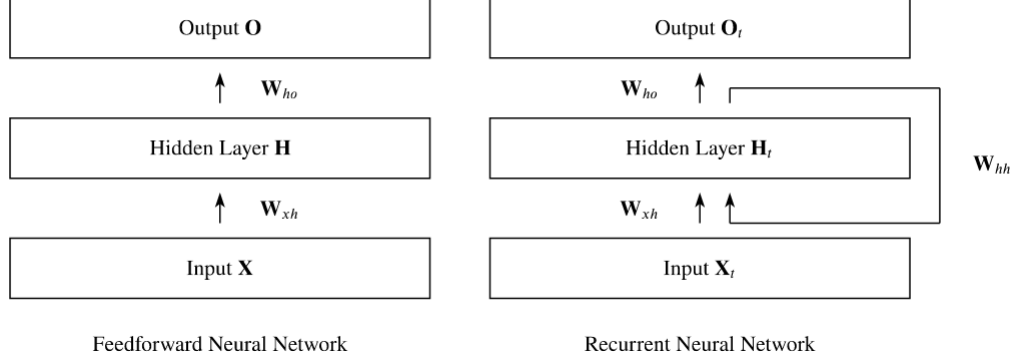 Output O
W_ho
Hidden Layer H
W_xh
Input X
Feedforward Neural Network
Output O_t
W_ho
Hidden Layer H_t
W_hh
W_xh
Input X_t
Recurrent Neural Network